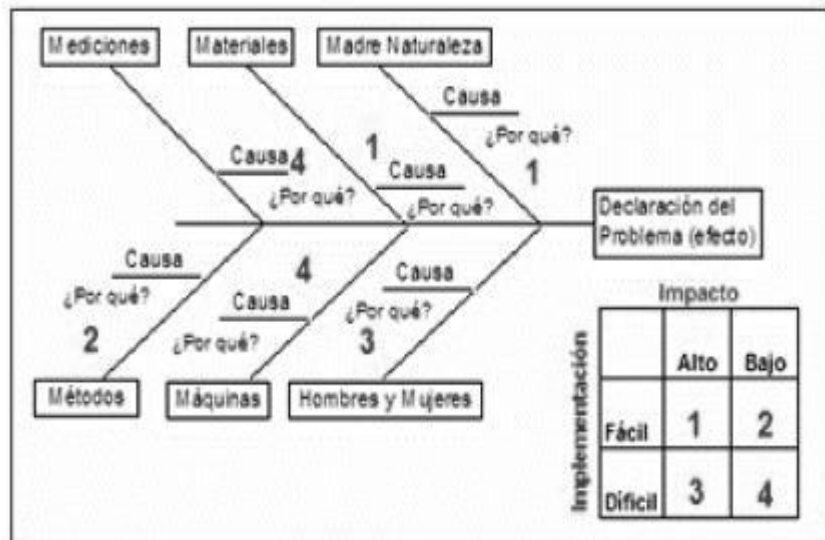 Mediciones
Materiales
Madre Naturaleza
Causa
¿Por qué?
1
Causa 4
¿Por qué?
1
Causa
¿Por qué?
Declaración del
Problema (efecto)
Causa
¿Por qué?
2
4
Causa
¿Por qué?
Causa
¿Por qué?
3
Métodos
Máquinas
Hombres y Mujeres
Impacto
Implementación
Alto Bajo
Fácil 1 2
Dificil 3 4